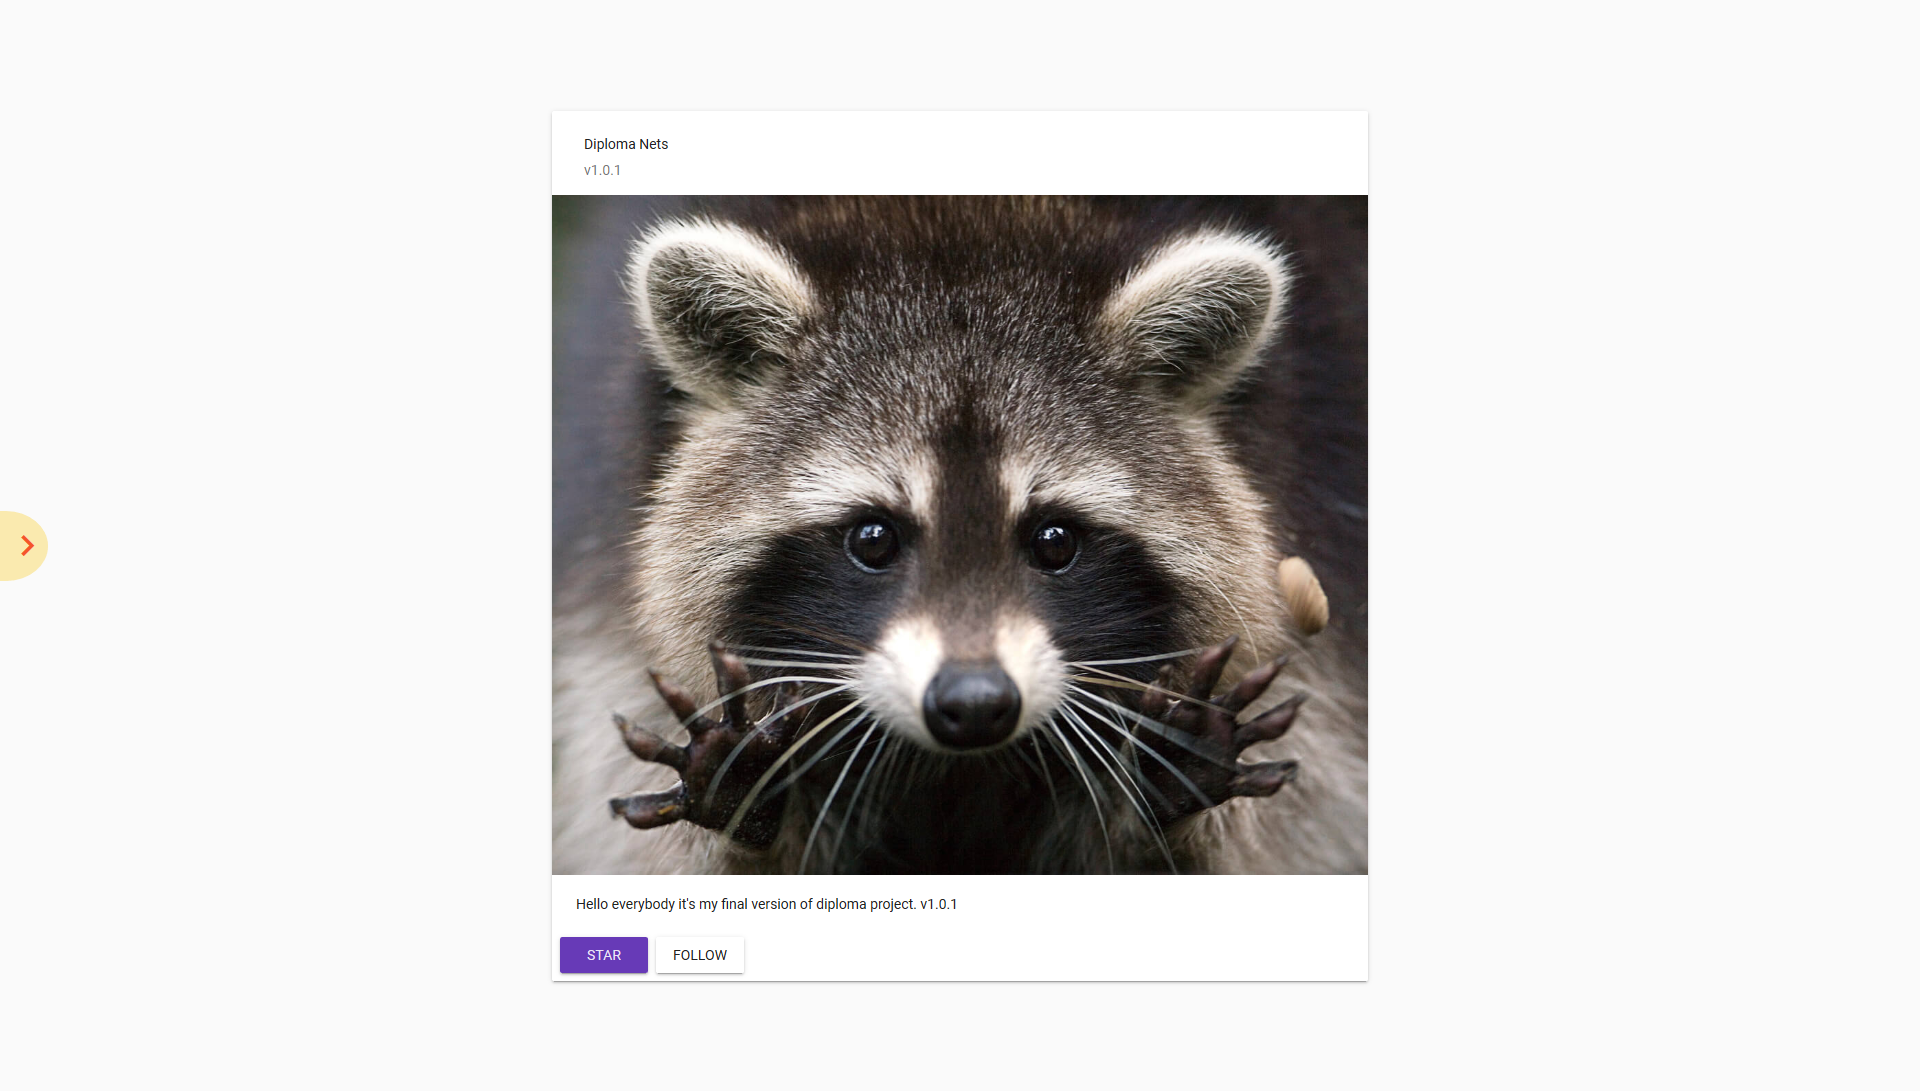 Diploma Nets
v1.0.1
Hello everybody it's my final version of diploma project. v1.0.1
STAR FOLLOW